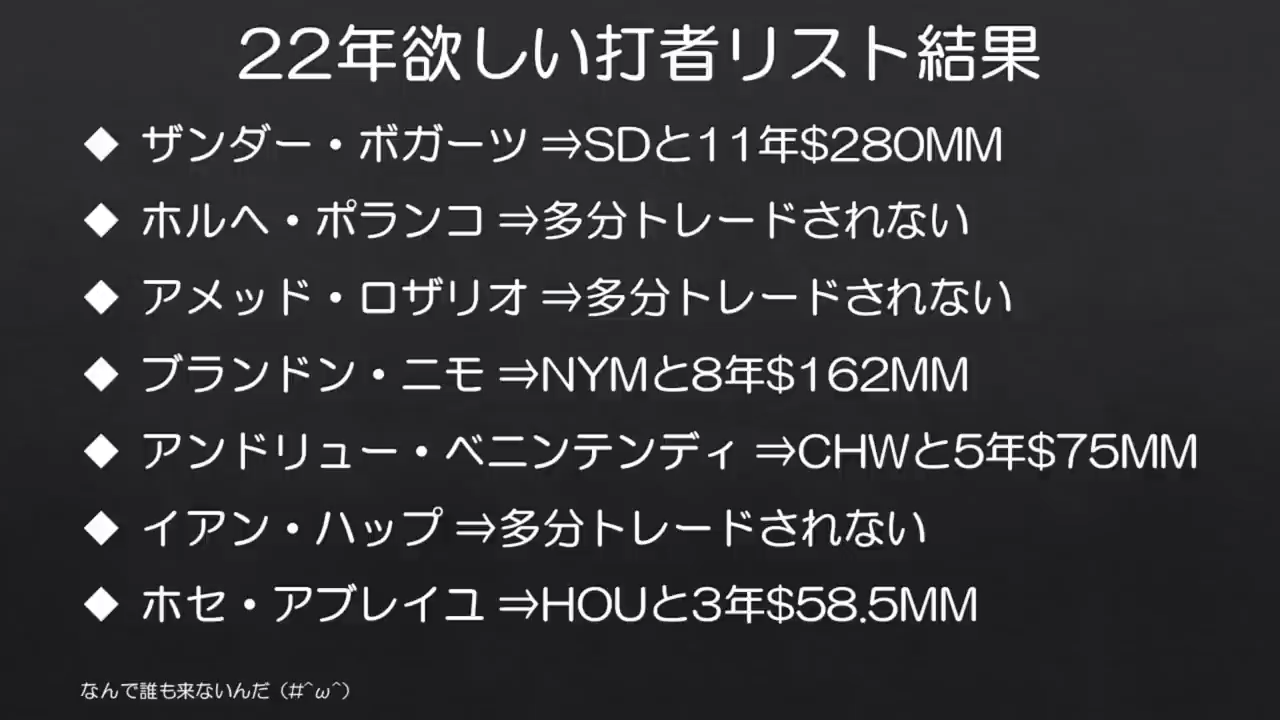 22年欲しい打者リスト結果
◆ ザンダー・ボガーツ ⇒SDと11年$280MM
◆ ホルヘ・ポランコ ⇒多分トレードされない
◆ アメッド・ロザリオ ⇒多分トレードされない
◆ ブランドン・ニモ ⇒NYMと8年$162MM
◆ アンドリュー・ベニンテンディ ⇒CHWと5年$75MM
◆ イアン・ハップ ⇒多分トレードされない
◆ ホセ・アブレイユ ⇒HOUと3年$58.5MM
なんで誰も来ないんだ（#^ω^）